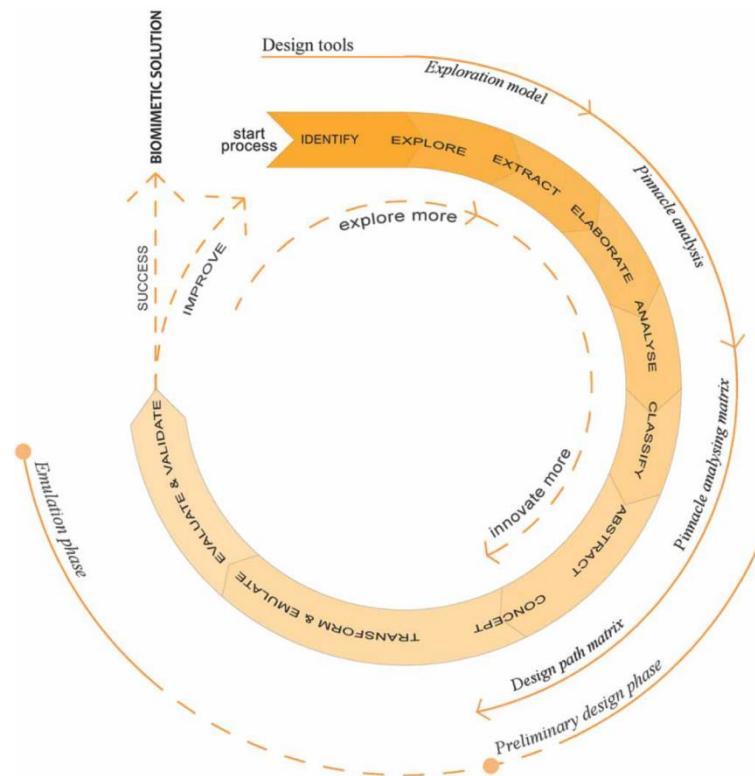 Design tools
Exploration model
Pinnacle analysis
Pinnacle analysing matrix
Design path matrix
Preliminary design phase
Emulation phase
BIOMIMETIC SOLUTION
start
process
IDENTIFY
EXPLORE
EXTRACT
ELABORATE
ANALYSE
CLASSIFY
ABSTRACT
CONCEPT
TRANSFORM & EMULATE
EVALUATE & VALIDATE
SUCCESS
IMPROVE
explore more
innovate more